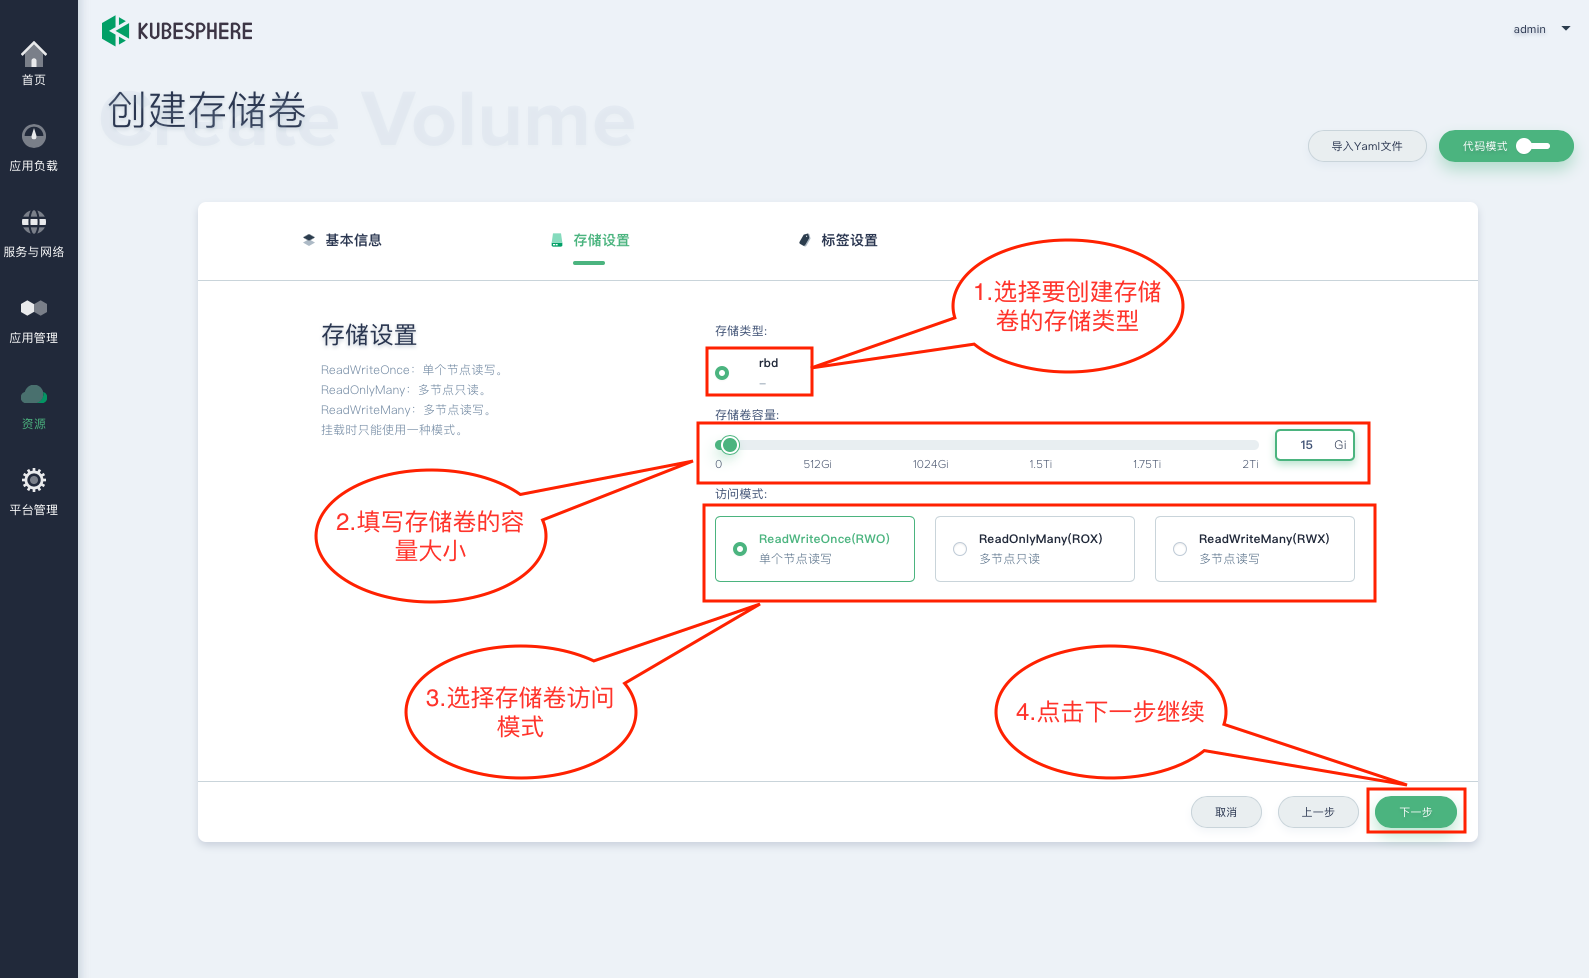 KUBESPHERE
admin
首页
应用负载
服务与网络
应用管理
资源
平台管理
Create Volume
创建存储卷
导入Yaml文件
代码模式
基本信息
存储设置
标签设置
存储设置
ReadWriteOnce：单个节点读写。
ReadOnlyMany：多节点只读。
ReadWriteMany：多节点读写。
挂载时只能使用一种模式。
1.选择要创建存储
卷的存储类型
存储类型:
rbd
–
存储卷容量:
0 512Gi 1024Gi 1.5Ti 1.75Ti 2Ti
15 Gi
2.填写存储卷的容
量大小
访问模式:
ReadWriteOnce(RWO)
单个节点读写
ReadOnlyMany(ROX)
多节点只读
ReadWriteMany(RWX)
多节点读写
3.选择存储卷访问
模式
4.点击下一步继续
取消
上一步
下一步